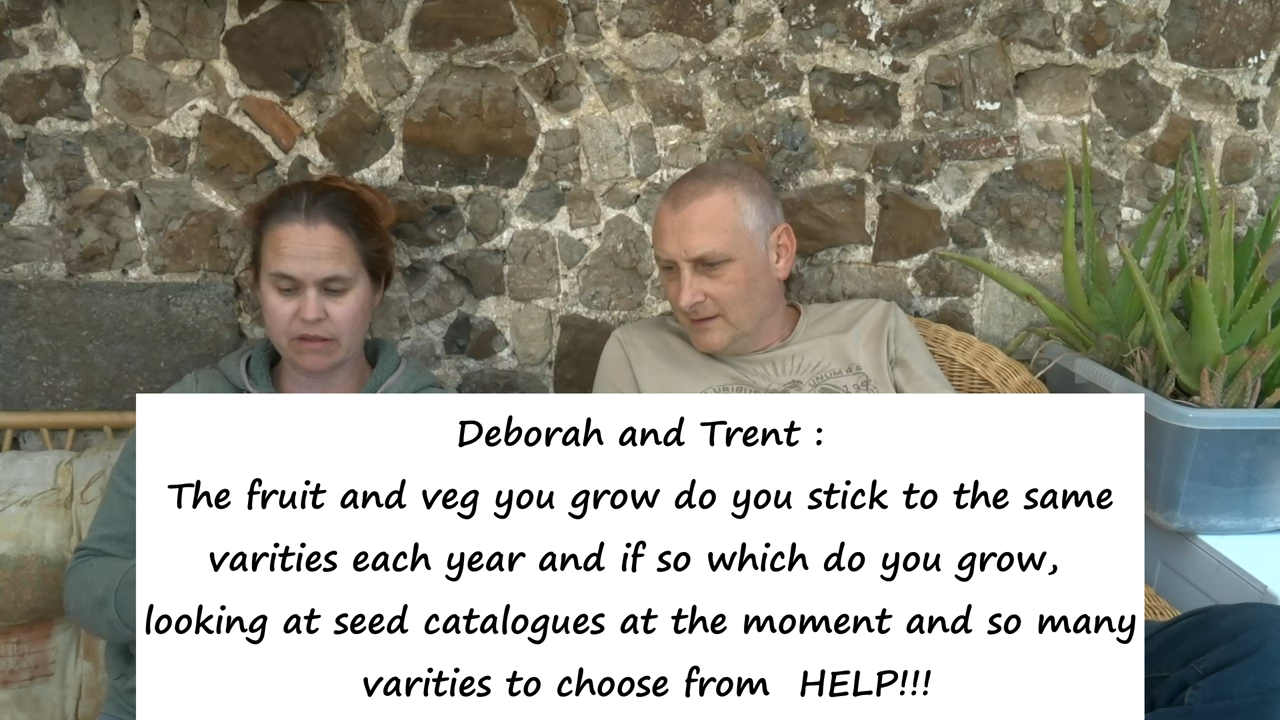 URIBUS UNUM
Deborah and Trent :
The fruit and veg you grow do you stick to the same
varities each year and if so which do you grow,
looking at seed catalogues at the moment and so many
varities to choose from HELP!!!